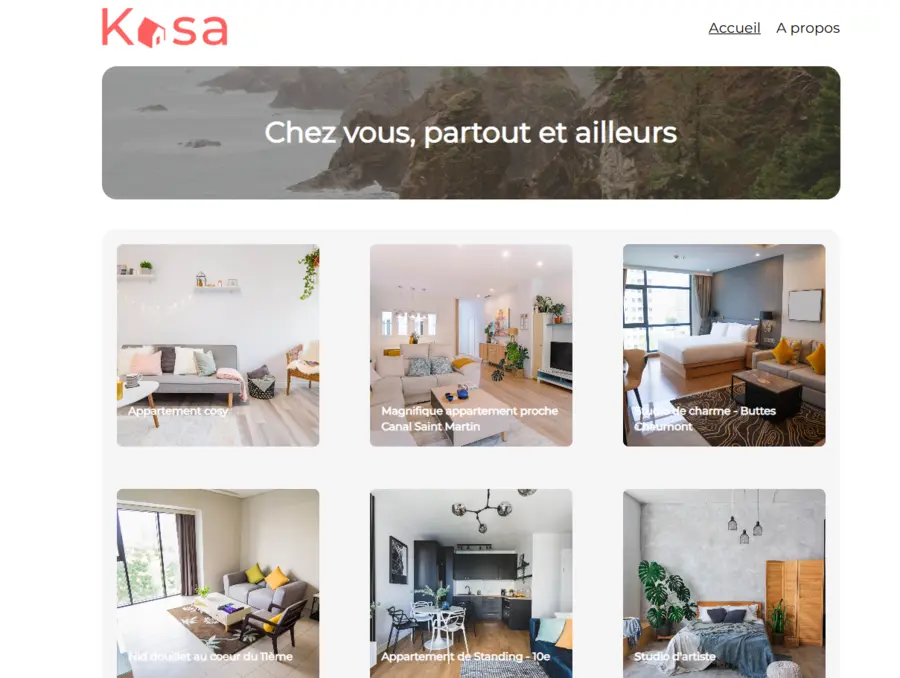 Kasa
Accueil A propos
Chez vous, partout et ailleurs
Appartement cosy
Magnifique appartement proche
Canal Saint Martin
Studio de charme - Buttes
Chaumont
Nid douillet au coeur du 11ème
Appartement de Standing - 10e
Studio d'artiste